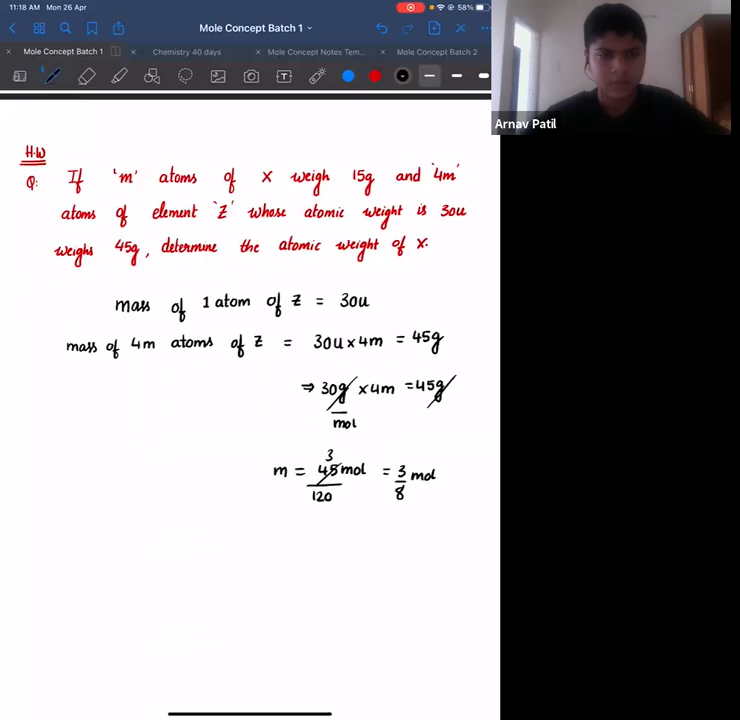 11:18 AM Mon 26 Apr
58%
Mole Concept Batch 1
Mole Concept Batch 1
Chemistry 40 days
Mole Concept Notes Tem...
Mole Concept Batch 2
Arnav Patil
H.W
Q: If 'm' atoms of X weigh 15g and '4m'
atoms of element 'Z' whose atomic weight is 30u
weighs 45g, determine the atomic weight of X.
mass of 1 atom of Z = 30u
mass of 4m atoms of Z = 30u × 4m = 45g
⇒ 30g/mol × 4m = 45g
3
m = 45 mol / 120 = 3/8 mol